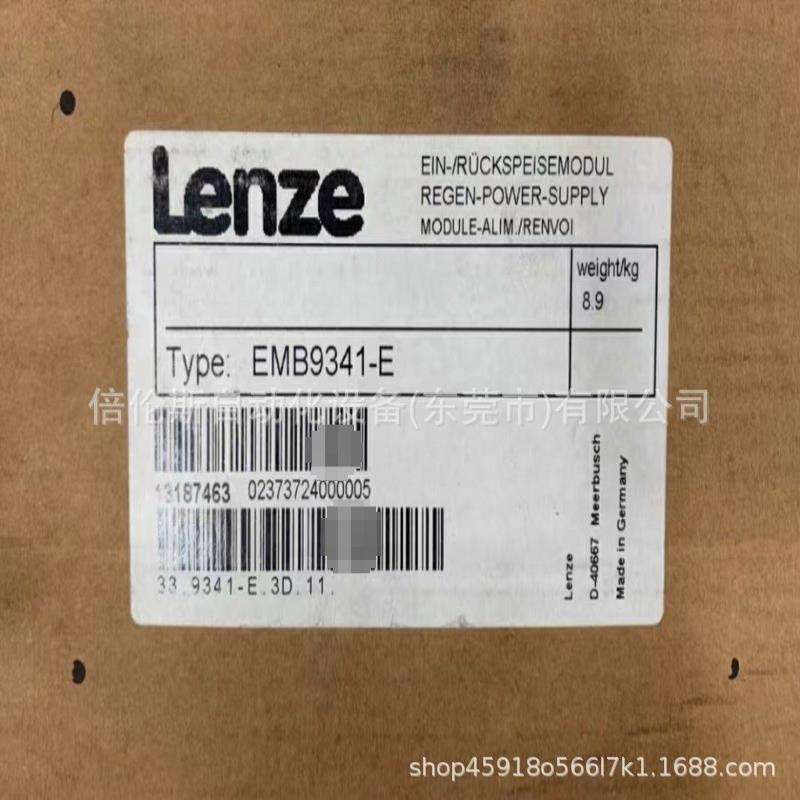 Lenze
EIN-/RÜCKSPEISEMODUL
REGEN-POWER-SUPPLY
MODULE-ALIM./RENVOI
weight/kg
8.9
Type: EMB9341-E
倍伦斯自动化设备(东莞市)有限公司
13187463 02373724000005
33.9341-E.3D.11.
Lenze
D-40667 Meerbusch
Made in Germany
shop45918o566l7k1.1688.com